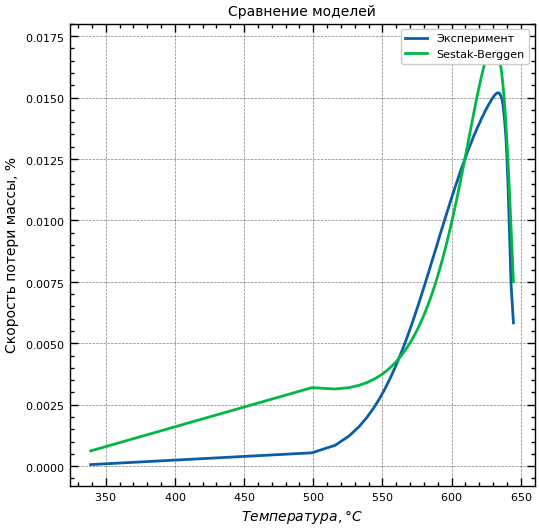 Сравнение моделей
Эксперимент
Sestak-Berggen
Скорость потери массы, %
0.0175
0.0150
0.0125
0.0100
0.0075
0.0050
0.0025
0.0000
350 400 450 500 550 600 650
Температура, °C